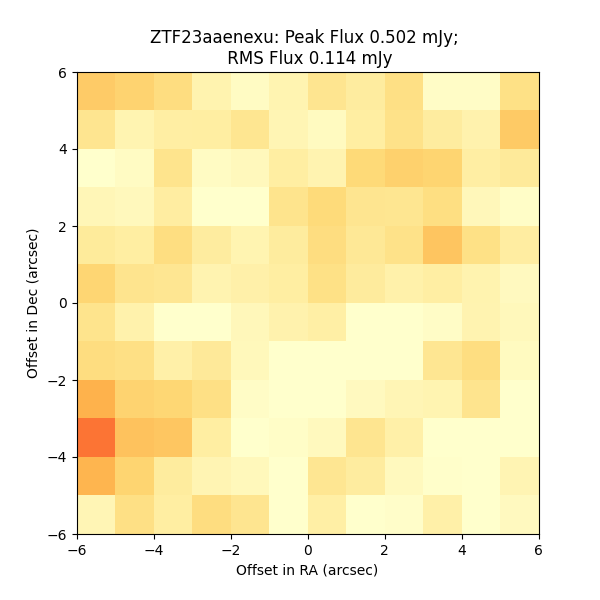 ZTF23aaenexu: Peak Flux 0.502 mJy;
RMS Flux 0.114 mJy
6
4
2
0
−2
−4
−6
Offset in Dec (arcsec)
−6 −4 −2 0 2 4 6
Offset in RA (arcsec)